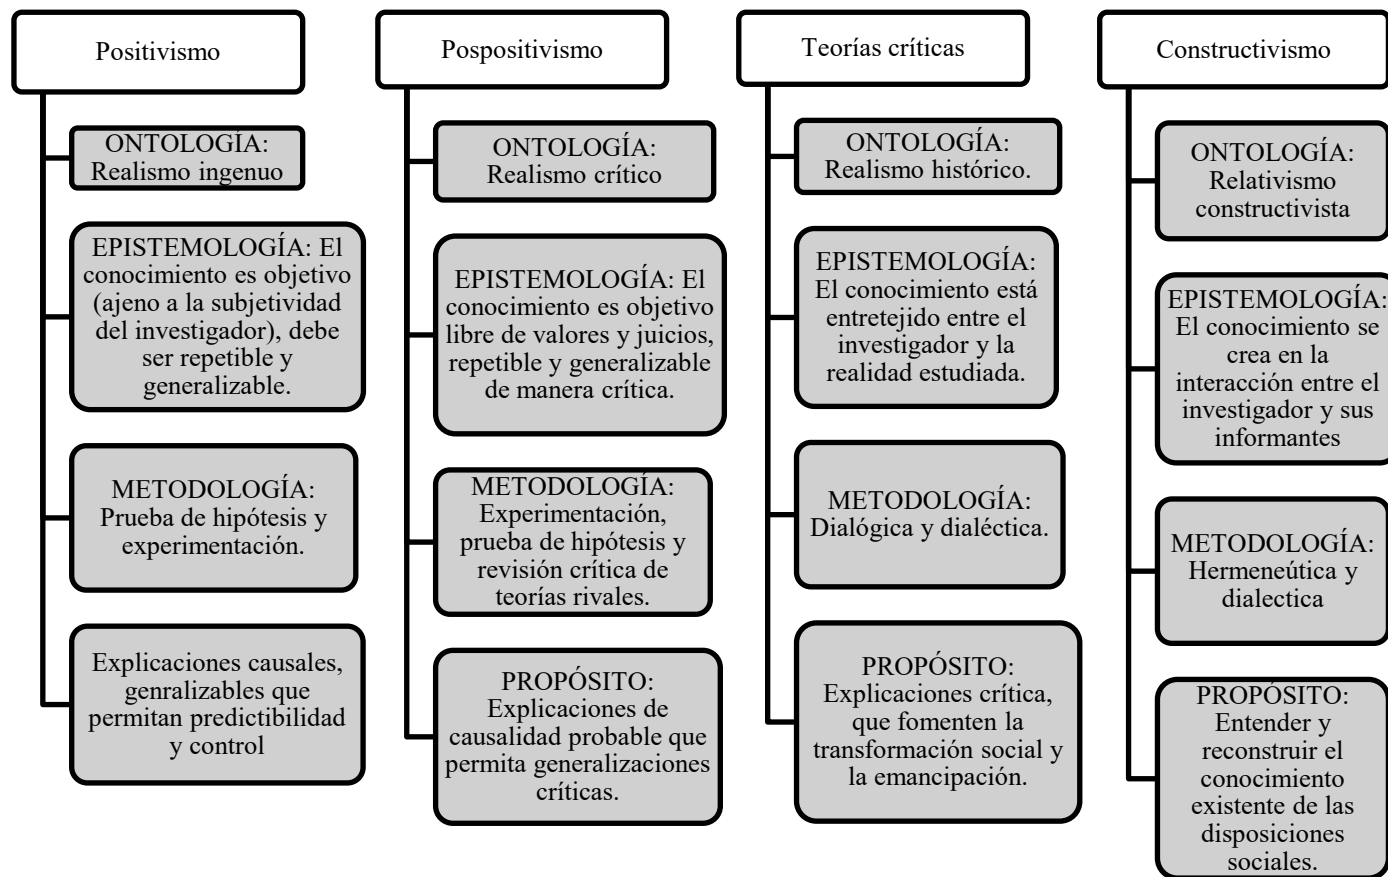 Positivismo
ONTOLOGÍA:
Realismo ingenuo
EPISTEMOLOGÍA: El
conocimiento es objetivo
(ajeno a la subjetividad
del investigador), debe
ser repetible y
generalizable.
METODOLOGÍA:
Prueba de hipótesis y
experimentación.
Explicaciones causales,
genralizables que
permitan predictibilidad
y control
Pospositivismo
ONTOLOGÍA:
Realismo crítico
EPISTEMOLOGÍA: El
conocimiento es objetivo
libre de valores y juicios,
repetible y generalizable
de manera crítica.
METODOLOGÍA:
Experimentación,
prueba de hipótesis y
revisión crítica de
teorías rivales.
PROPÓSITO:
Explicaciones de
causalidad probable que
permita generalizaciones
críticas.
Teorías críticas
ONTOLOGÍA:
Realismo histórico.
EPISTEMOLOGÍA:
El conocimiento está
entretejido entre el
investigador y la
realidad estudiada.
METODOLOGÍA:
Dialógica y dialéctica.
PROPÓSITO:
Explicaciones crítica,
que fomenten la
transformación social y
la emancipación.
Constructivismo
ONTOLOGÍA:
Relativismo
constructivista
EPISTEMOLOGÍA:
El conocimiento se
crea en la
interacción entre el
investigador y sus
informantes
METODOLOGÍA:
Hermeneútica y
dialectica
PROPÓSITO:
Entender y
reconstruir el
conocimiento
existente de las
disposiciones
sociales.